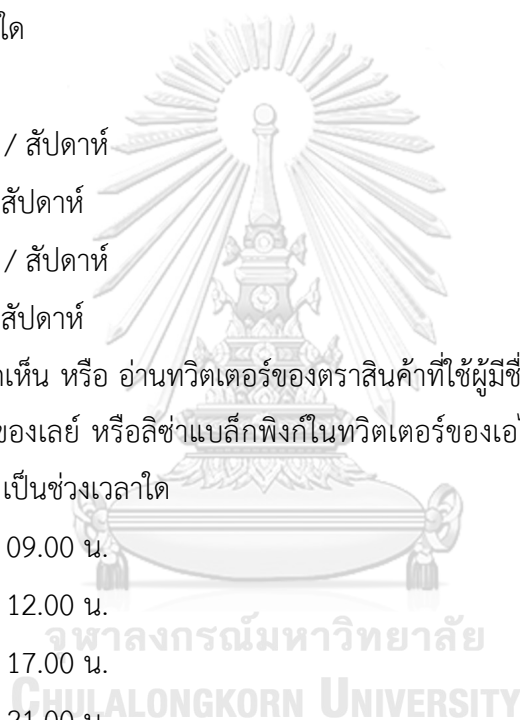 ใด
/ สัปดาห์
สัปดาห์
/ สัปดาห์
สัปดาห์
เห็น หรือ อ่านทวิตเตอร์ของตราสินค้าที่ใช้ผู้มีชื่
ของเลย์ หรือลิซ่าแบล็กพิงก์ในทวิตเตอร์ของเอ
เป็นช่วงเวลาใด
09.00 น.
12.00 น.
จุฬาลงกรณ์มหาวิทยาลัย
17.00 น.
CHULALONGKORN UNIVERSITY
21.00 น.